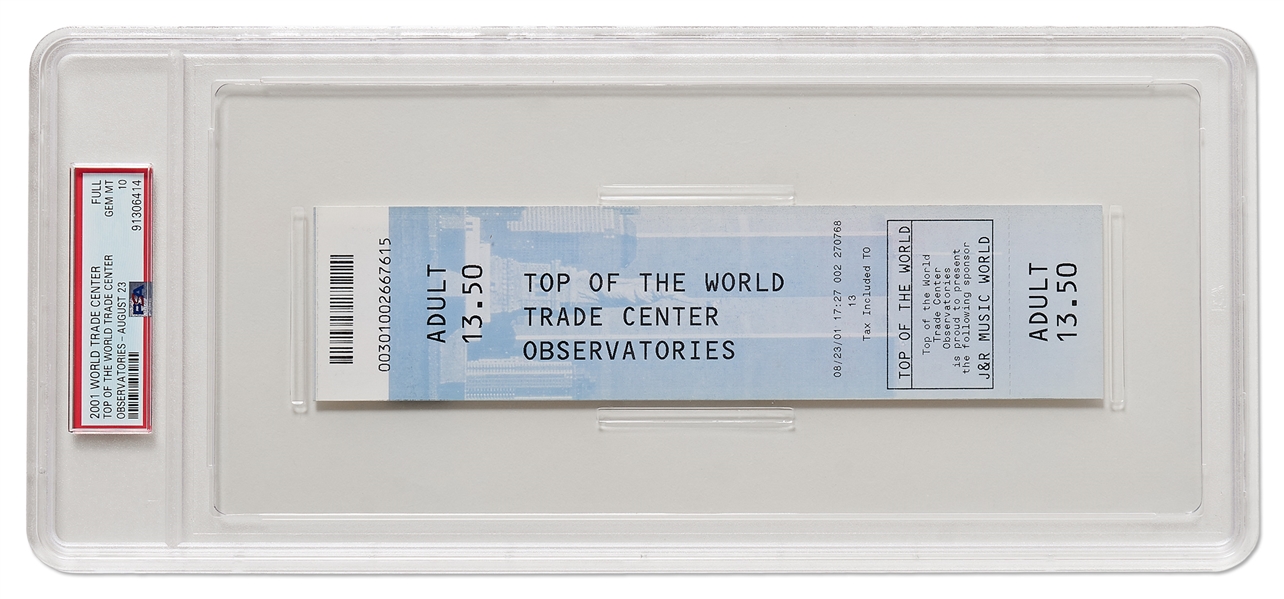 2001 WORLD TRADE CENTER FULL
TOP OF THE WORLD TRADE CENTER GEM MT
OBSERVATORIES – AUGUST 23 10
PSA 91306414
00301002667615
ADULT
13.50
TOP OF THE WORLD
TRADE CENTER
OBSERVATORIES
08/23/01 17:27 002 270768
13
Tax Included TO
TOP OF THE WORLD
Top of the World
Trade Center
Observatories
is proud to present
the following sponsor
J&R MUSIC WORLD
ADULT
13.50